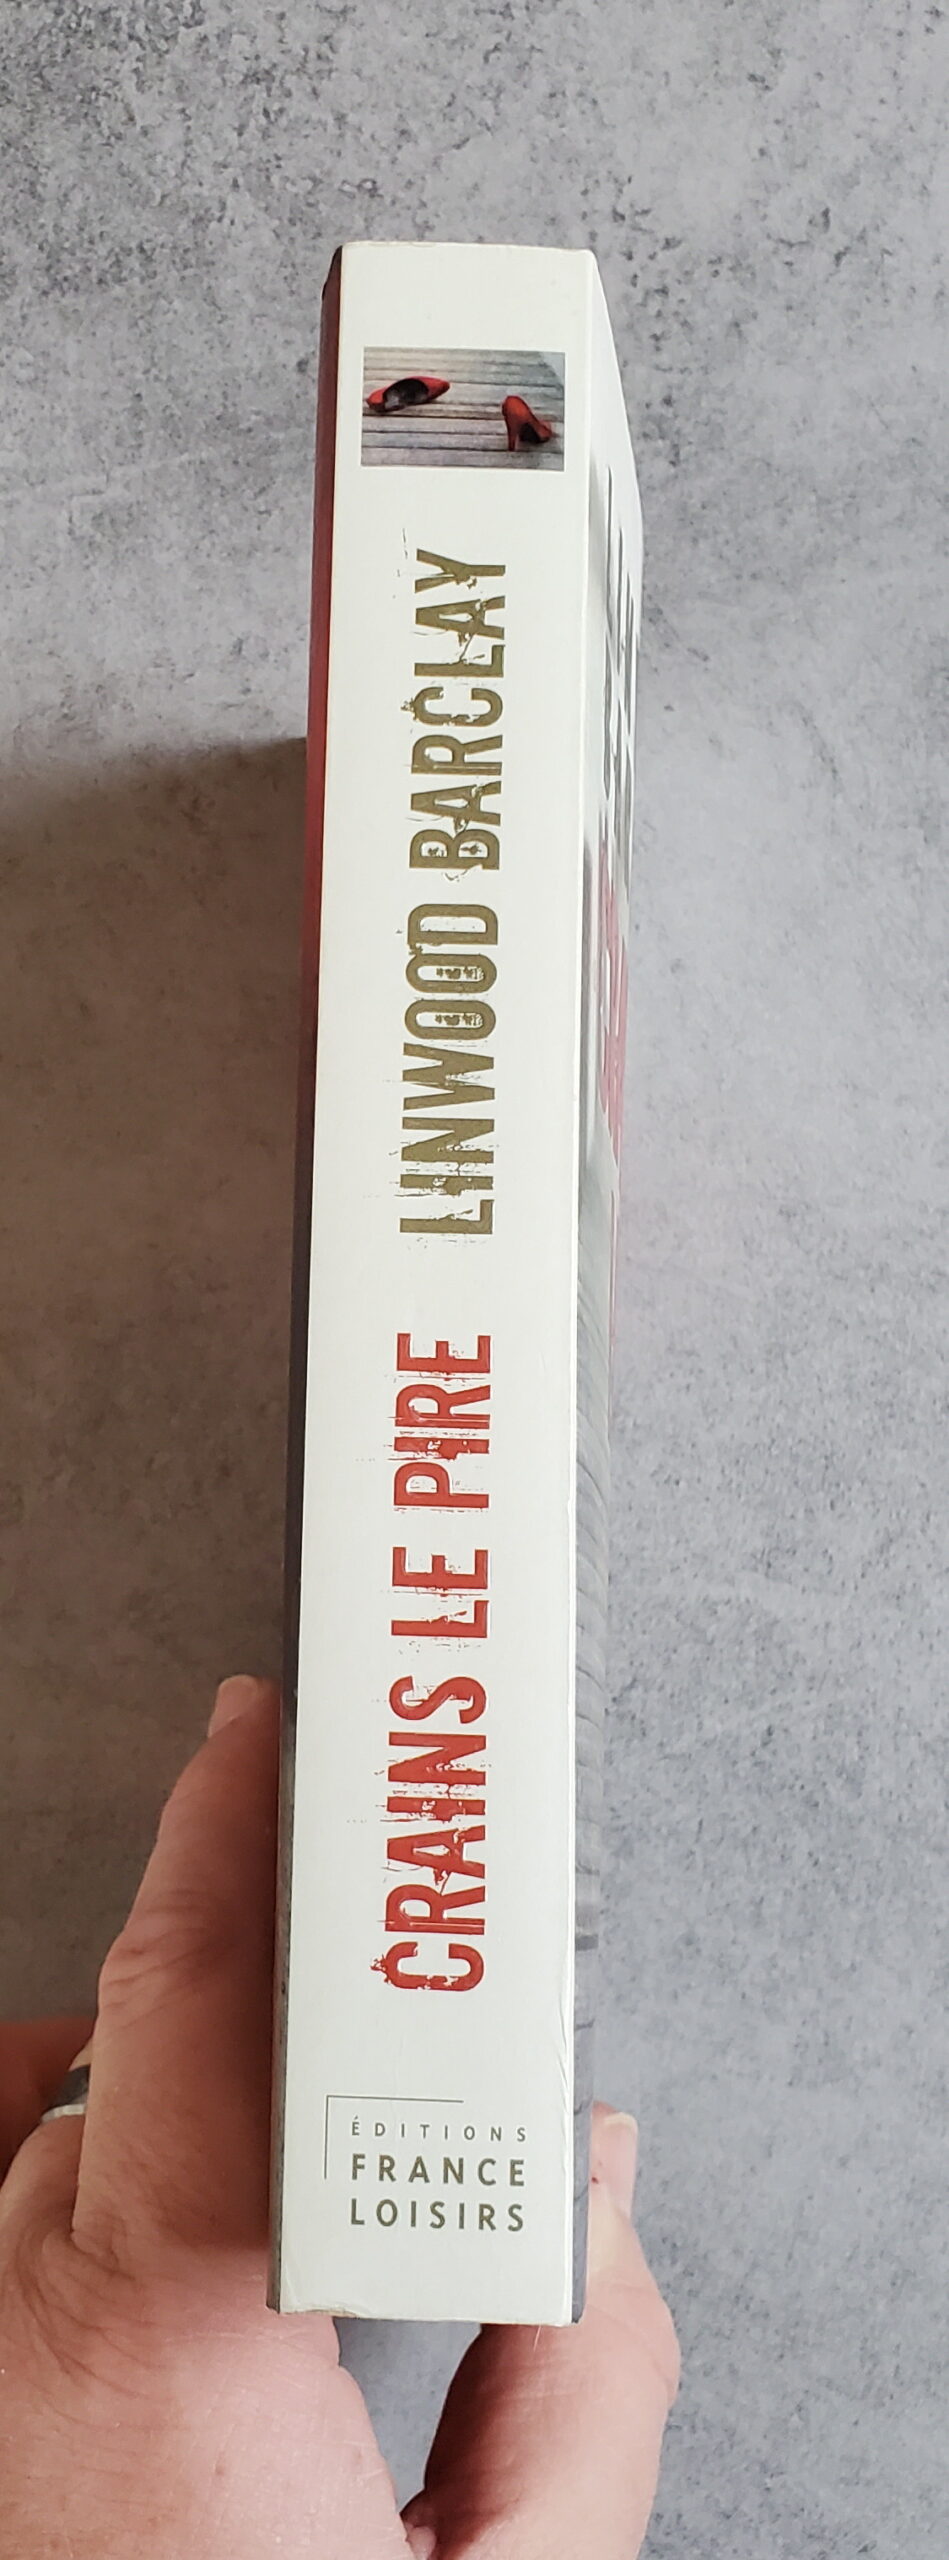 CRAINS LE PIRE LINWOOD BARCLAY
ÉDITIONS
FRANCE
LOISIRS